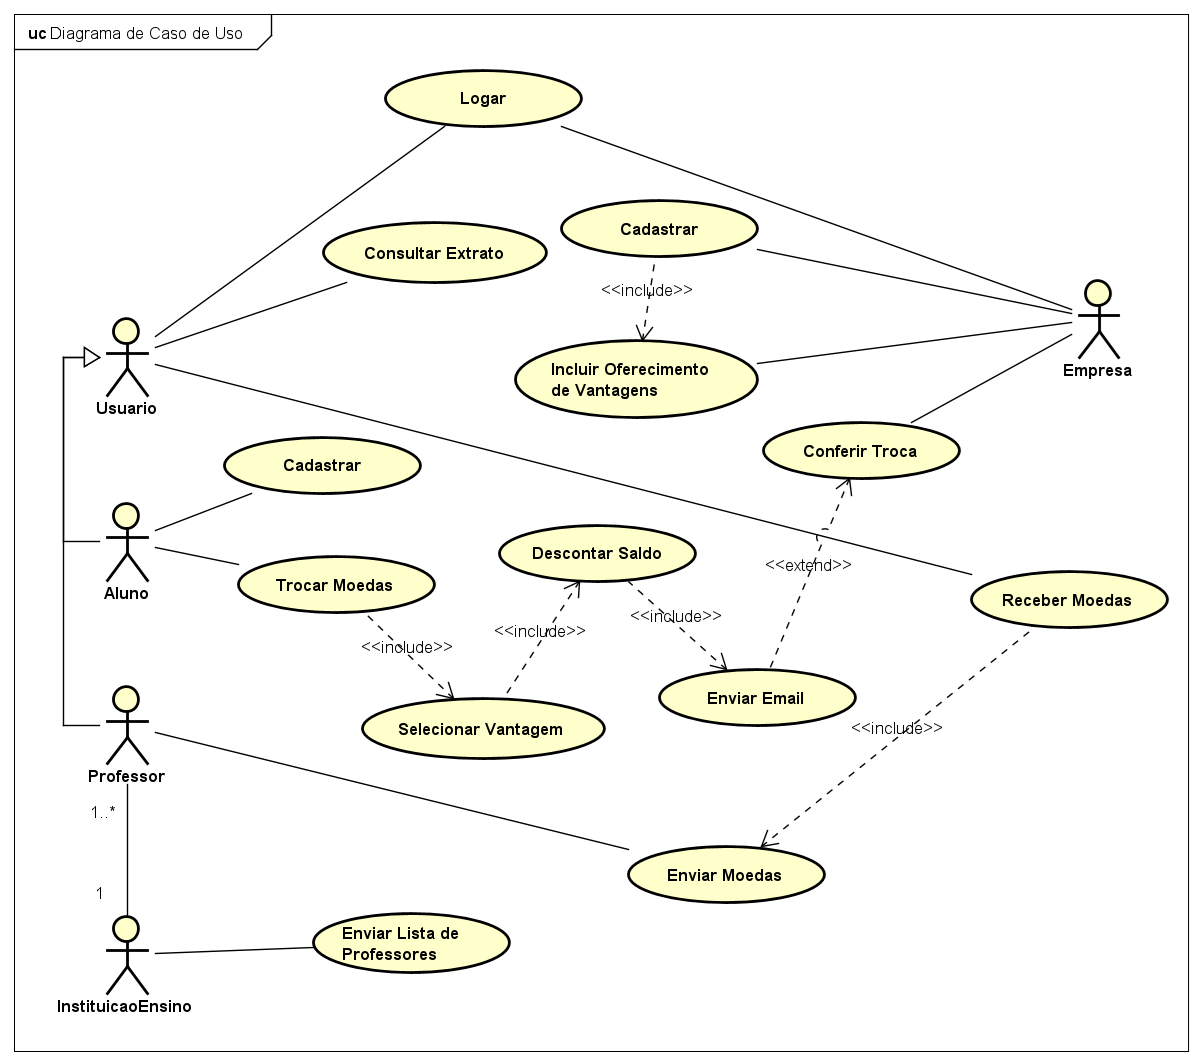 uc Diagrama de Caso de Uso
Logar
Cadastrar
Consultar Extrato
<<include>>
Incluir Oferecimento
de Vantagens
Empresa
Usuario
Conferir Troca
Cadastrar
Descontar Saldo
<<extend>>
Trocar Moedas
Aluno
Receber Moedas
<<include>>
<<include>>
<<include>>
Enviar Email
Selecionar Vantagem
<<include>>
Professor
1..*
Enviar Moedas
1
Enviar Lista de
Professores
InstituicaoEnsino